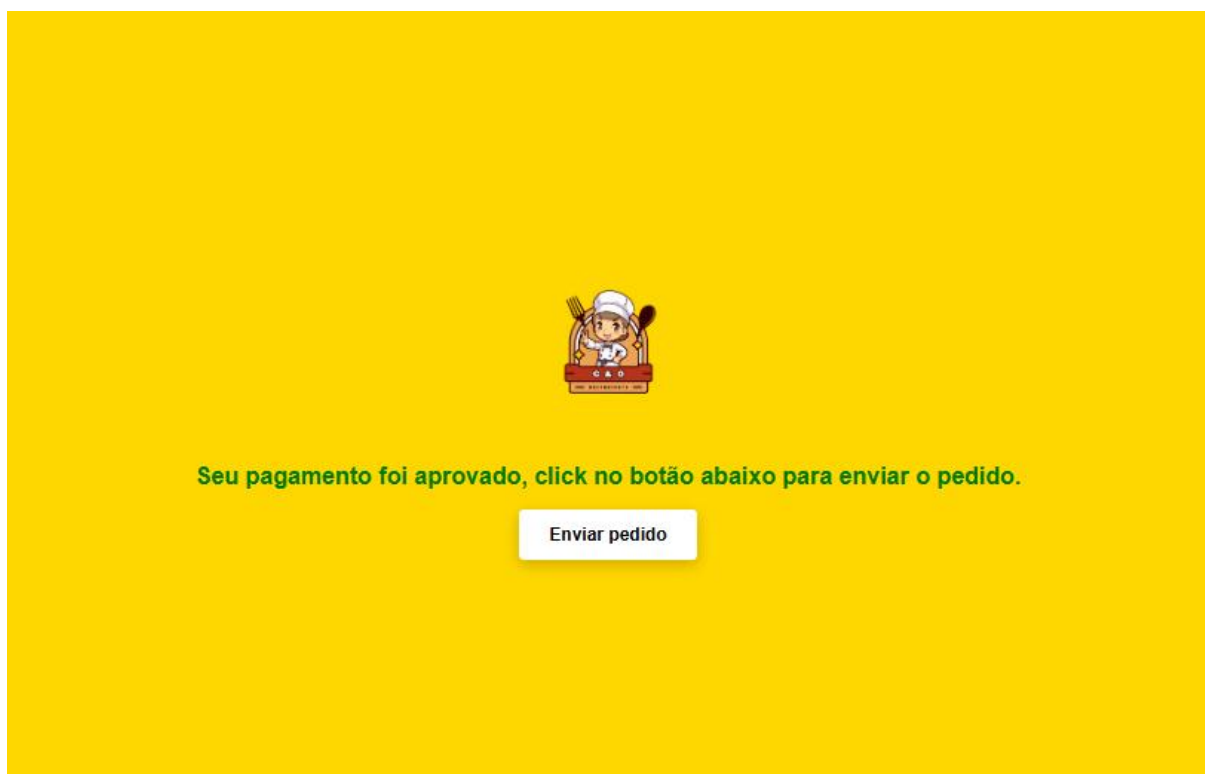 C & O
Seu pagamento foi aprovado, click no botão abaixo para enviar o pedido.
Enviar pedido